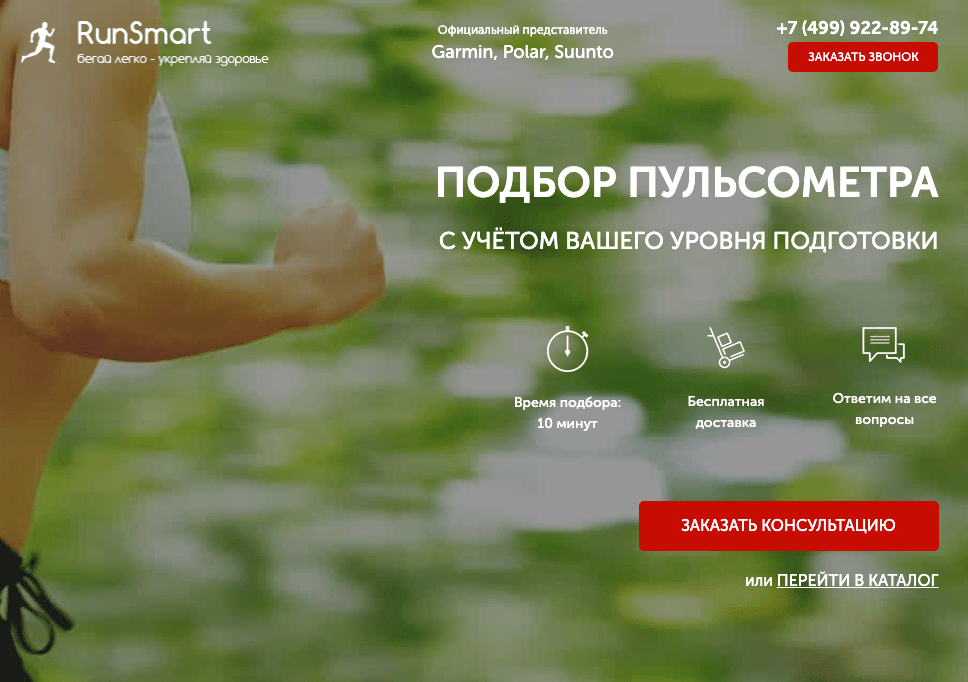 RunSmart
бегай легко - укрепляй здоровье
Официальный представитель
Garmin, Polar, Suunto
+7 (499) 922-89-74
ЗАКАЗАТЬ ЗВОНОК
ПОДБОР ПУЛЬСОМЕТРА
С УЧЁТОМ ВАШЕГО УРОВНЯ ПОДГОТОВКИ
Время подбора:
10 минут
Бесплатная
доставка
Ответим на все
вопросы
ЗАКАЗАТЬ КОНСУЛЬТАЦИЮ
или ПЕРЕЙТИ В КАТАЛОГ